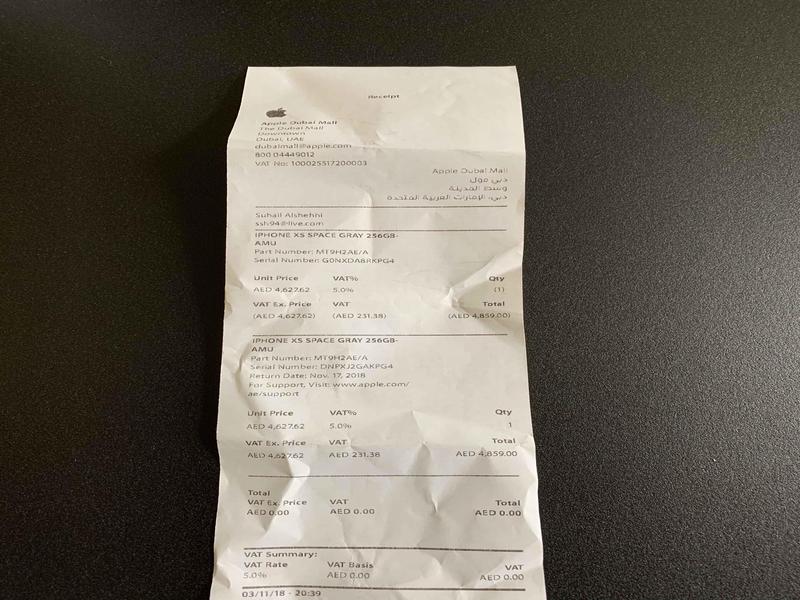 Receipt
Apple Dubai Mall
The Dubai Mall
Downtown
Dubai, UAE
dubaimall@apple.com
800 04449012
VAT No: 100025517200003
Apple Dubai Mall
دبي مول
وسط المدينة
دبي، الإمارات العربية المتحدة
Suhail Alshehhi
ssh94@live.com
IPHONE XS SPACE GRAY 256GB-
AMU
Part Number: MT9H2AE/A
Serial Number: G0NXDA8RKPG4
Unit Price VAT% Qty
AED 4,627.62 5.0% (1)
VAT Ex. Price VAT Total
(AED 4,627.62) (AED 231.38) (AED 4,859.00)
IPHONE XS SPACE GRAY 256GB-
AMU
Part Number: MT9H2AE/A
Serial Number: DNPXJ2GAKPG4
Return Date: Nov. 17, 2018
For Support, Visit: www.apple.com/
ae/support
Unit Price VAT% Qty
AED 4,627.62 5.0% 1
VAT Ex. Price VAT Total
AED 4,627.62 AED 231.38 AED 4,859.00
Total
VAT Ex. Price VAT Total
AED 0.00 AED 0.00 AED 0.00
VAT Summary:
VAT Rate VAT Basis VAT
5.0% AED 0.00 AED 0.00
03/11/18 - 20:39